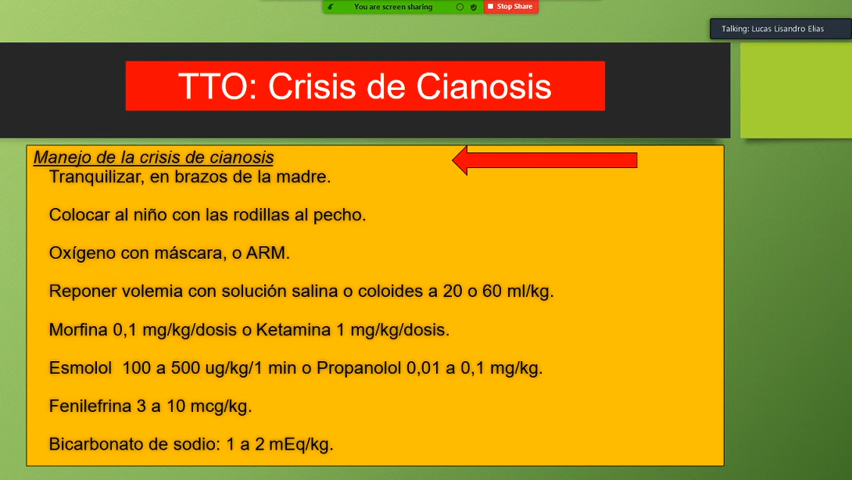 You are screen sharing
Stop Share
Talking: Lucas Lisandro Elias
TTO: Crisis de Cianosis
Manejo de la crisis de cianosis
Tranquilizar, en brazos de la madre.
Colocar al niño con las rodillas al pecho.
Oxígeno con máscara, o ARM.
Reponer volemia con solución salina o coloides a 20 o 60 ml/kg.
Morfina 0,1 mg/kg/dosis o Ketamina 1 mg/kg/dosis.
Esmolol 100 a 500 ug/kg/1 min o Propanolol 0,01 a 0,1 mg/kg.
Fenilefrina 3 a 10 mcg/kg.
Bicarbonato de sodio: 1 a 2 mEq/kg.